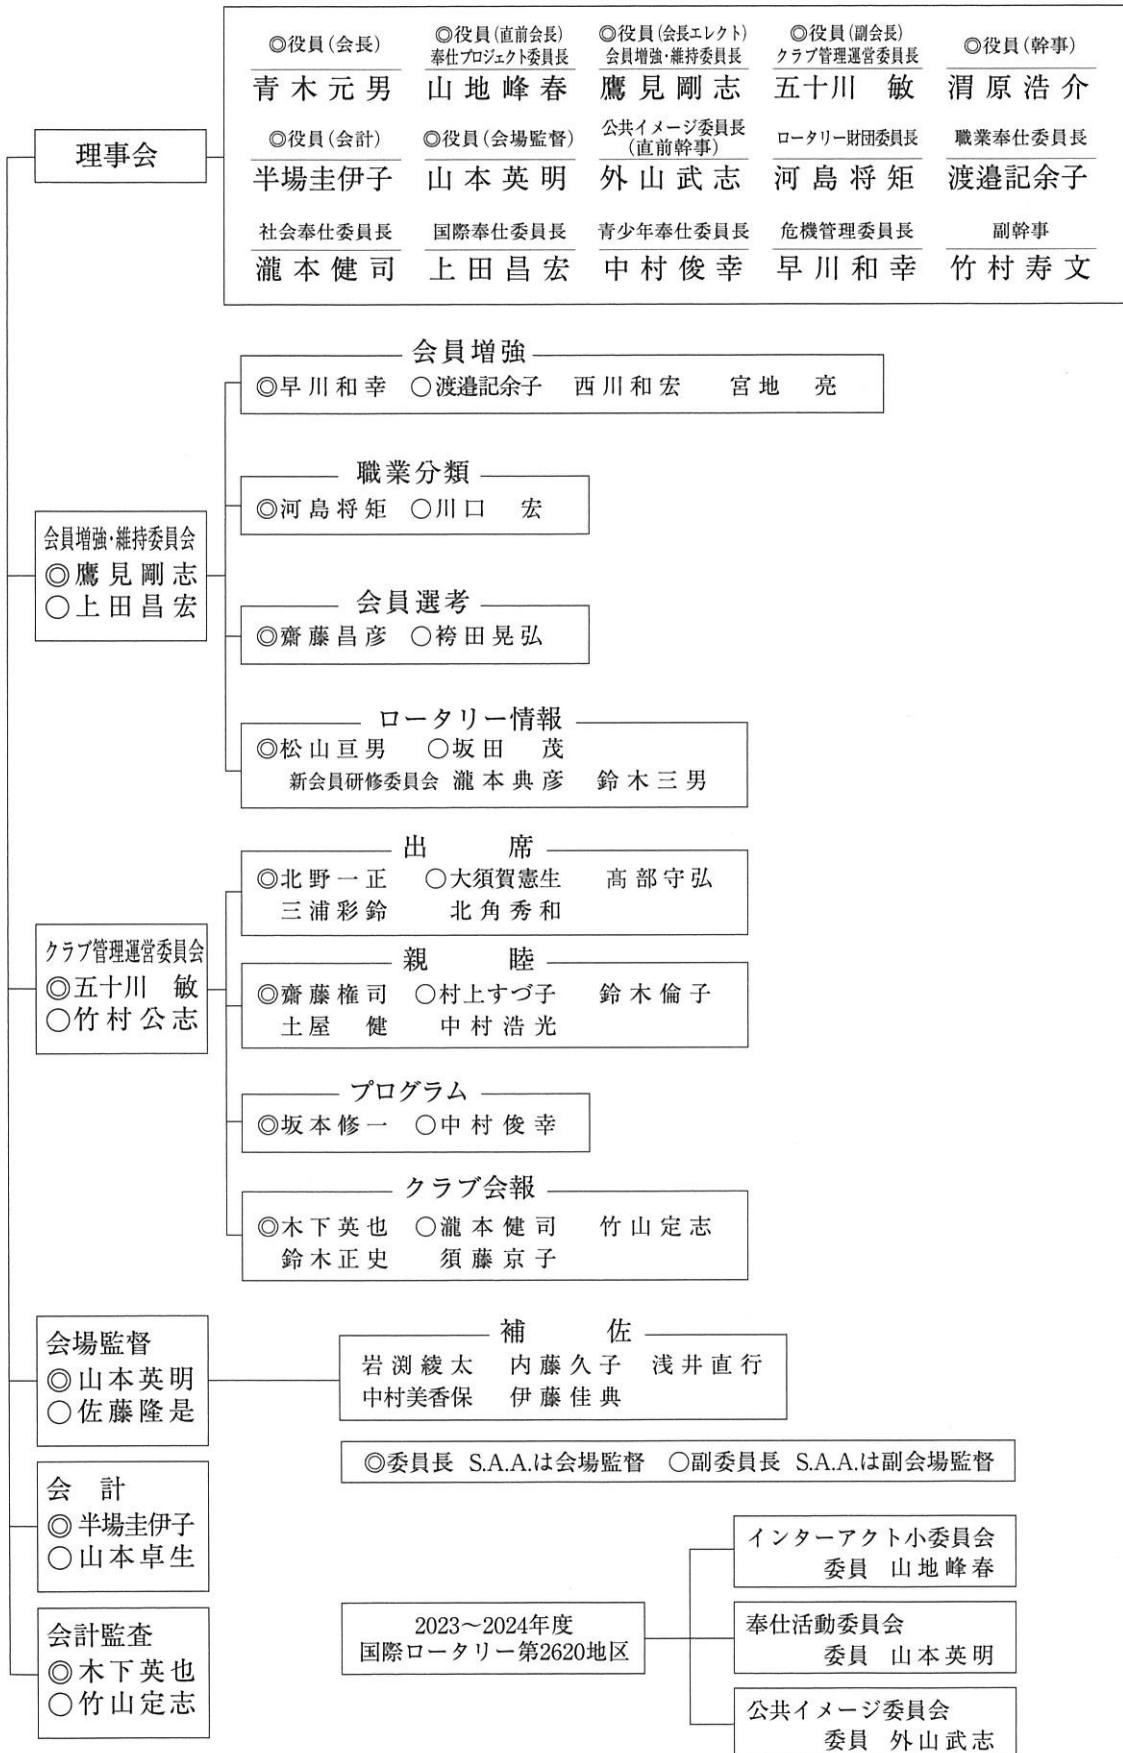 理事会
◎役員(会長)
青木元男
◎役員(直前会長)
奉仕プロジェクト委員長
山地峰春
◎役員(会長エレクト)
会員増強・維持委員長
鷹見剛志
◎役員(副会長)
クラブ管理運営委員長
五十川 敏
◎役員(幹事)
渭原浩介
◎役員(会計)
半場圭伊子
◎役員(会場監督)
山本英明
公共イメージ委員長
(直前幹事)
外山武志
ロータリー財団委員長
河島将矩
職業奉仕委員長
渡邉記余子
社会奉仕委員長
瀧本健司
国際奉仕委員長
上田昌宏
青少年奉仕委員長
中村俊幸
危機管理委員長
早川和幸
副幹事
竹村寿文
会員増強・維持委員会
◎鷹見剛志
○上田昌宏
会員増強
◎早川和幸 ○渡邉記余子 西川和宏 宮地 亮
職業分類
◎河島将矩 ○川口 宏
会員選考
◎齋藤昌彦 ○袴田晃弘
ロータリー情報
◎松山亘男 ○坂田 茂
新会員研修委員会 瀧本典彦 鈴木三男
クラブ管理運営委員会
◎五十川 敏
○竹村公志
出 席
◎北野一正 ○大須賀憲生 髙部守弘
三浦彩鈴 北角秀和
親 睦
◎齋藤権司 ○村上すづ子 鈴木倫子
土屋 健 中村浩光
プログラム
◎坂本修一 ○中村俊幸
クラブ会報
◎木下英也 ○瀧本健司 竹山定志
鈴木正史 須藤京子
会場監督
◎山本英明
○佐藤隆是
補 佐
岩渕綾太 内藤久子 浅井直行
中村美香保 伊藤佳典
◎委員長 S.A.A.は会場監督 ○副委員長 S.A.A.は副会場監督
会 計
◎半場圭伊子
○山本卓生
会計監査
◎木下英也
○竹山定志
2023～2024年度
国際ロータリー第2620地区
インターアクト小委員会
委員 山地峰春
奉仕活動委員会
委員 山本英明
公共イメージ委員会
委員 外山武志